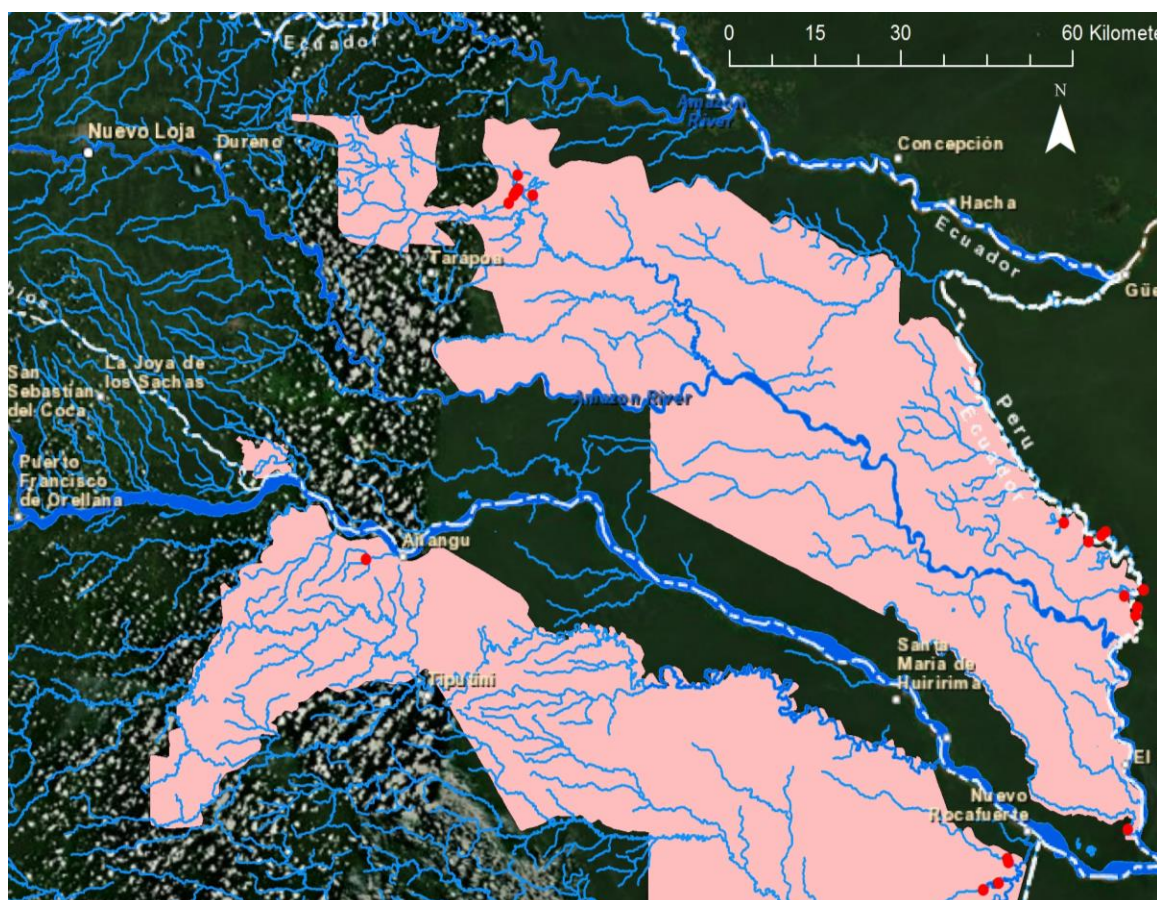 Ecuador
0 15 30 60 Kilomete
N
Amazon
River
Nuevo Loja
Dureno
Concepción
Hacha
Ecuador
Güe
Tarapoa
bíos
La Joya de
los Sachas
San
Sebastián
del Coca
Amazon River
Peru
Ecuador
Puerto
Francisco
de Orellana
Añangu
Santa
Maria de
Huiririma
Tiputini
El
Nuevo
Rocafuerte